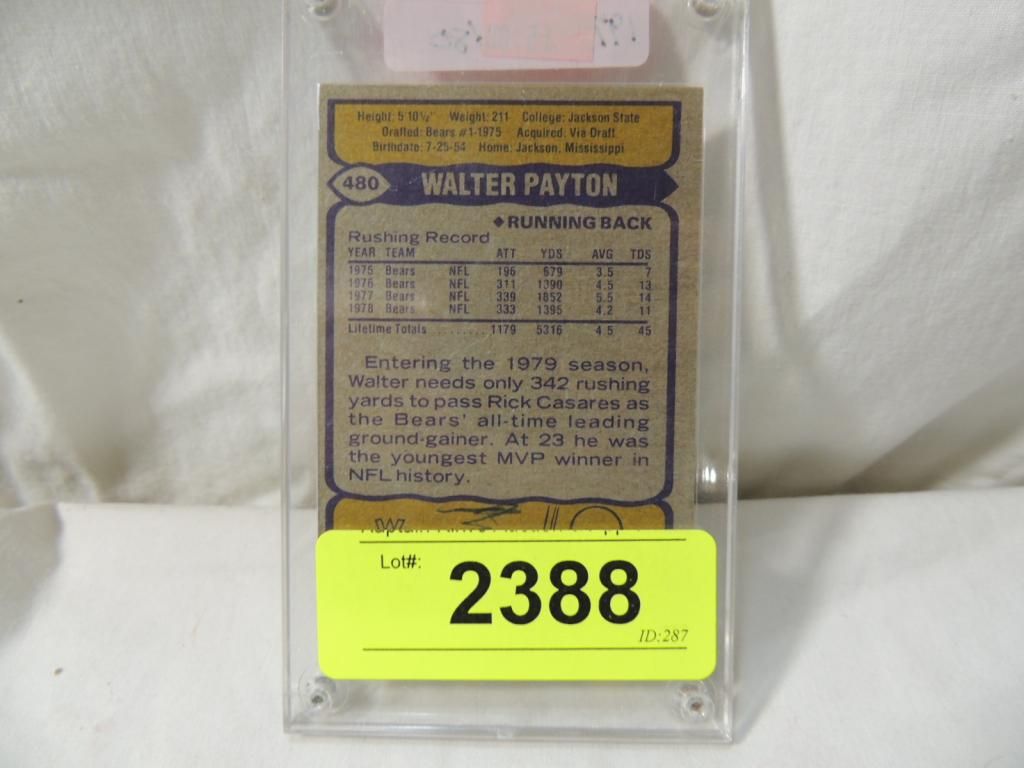 Height: 5 10½" Weight: 211 College: Jackson State
Drafted: Bears #1-1975 Acquired: Via Draft
Birthdate: 7-25-54 Home: Jackson, Mississippi
480 WALTER PAYTON
◆RUNNING BACK
Rushing Record
YEAR TEAM ATT YDS AVG TDS
1975 Bears NFL 196 679 3.5 7
1976 Bears NFL 311 1390 4.5 13
1977 Bears NFL 339 1852 5.5 14
1978 Bears NFL 333 1395 4.2 11
Lifetime Totals ......... 1179 5316 4.5 45
Entering the 1979 season,
Walter needs only 342 rushing
yards to pass Rick Casares as
the Bears' all-time leading
ground-gainer. At 23 he was
the youngest MVP winner in
NFL history.
Lot#: 2388
ID:287